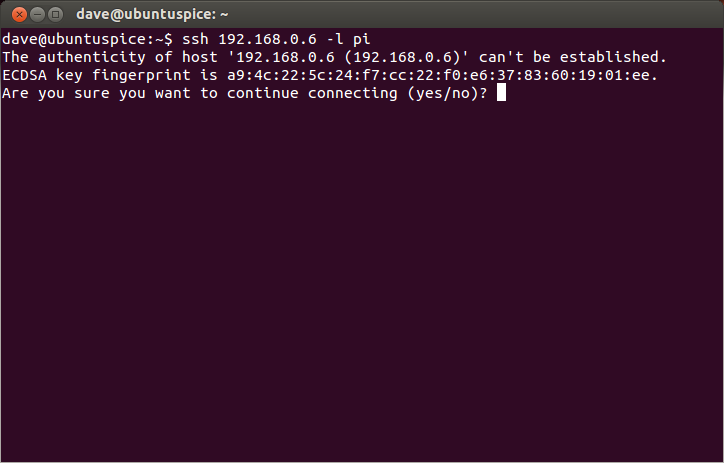 dave@ubuntuspice: ~
dave@ubuntuspice:~$ ssh 192.168.0.6 -l pi
The authenticity of host '192.168.0.6 (192.168.0.6)' can't be established.
ECDSA key fingerprint is a9:4c:22:5c:24:f7:cc:22:f0:e6:37:83:60:19:01:ee.
Are you sure you want to continue connecting (yes/no)?